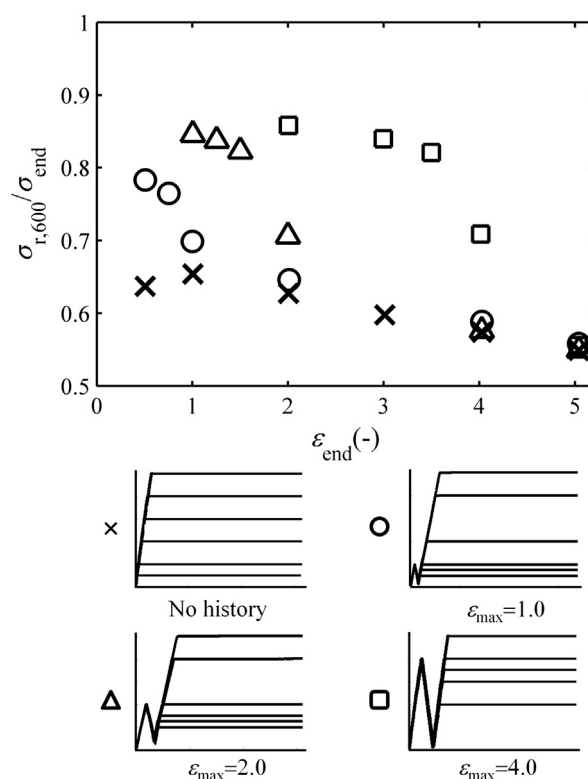 1
0.9
0.8
0.7
0.6
0.5
σr,600/σend
0 1 2 3 4 5
εend(-)
No history
εmax=1.0
εmax=2.0
εmax=4.0